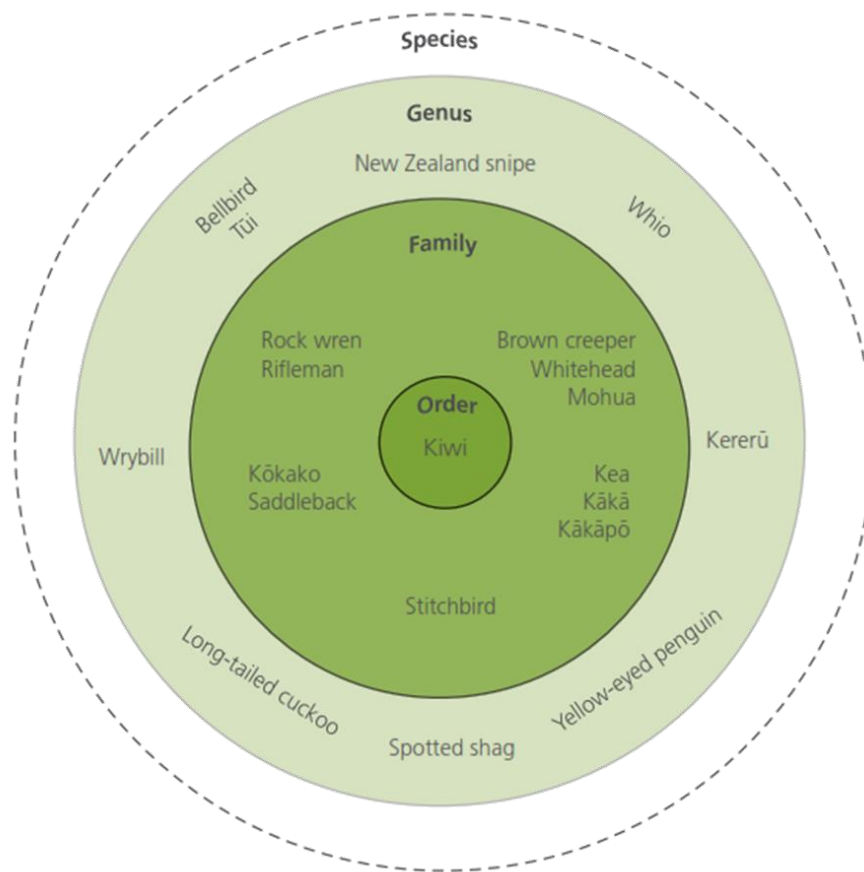 Species
Genus
New Zealand snipe
Bellbird
Tūi
Whio
Family
Rock wren
Rifleman
Brown creeper
Whitehead
Mohua
Order
Kiwi
Wrybill
Kererū
Kōkako
Saddleback
Kea
Kākā
Kākāpō
Stitchbird
Long-tailed cuckoo
Yellow-eyed penguin
Spotted shag